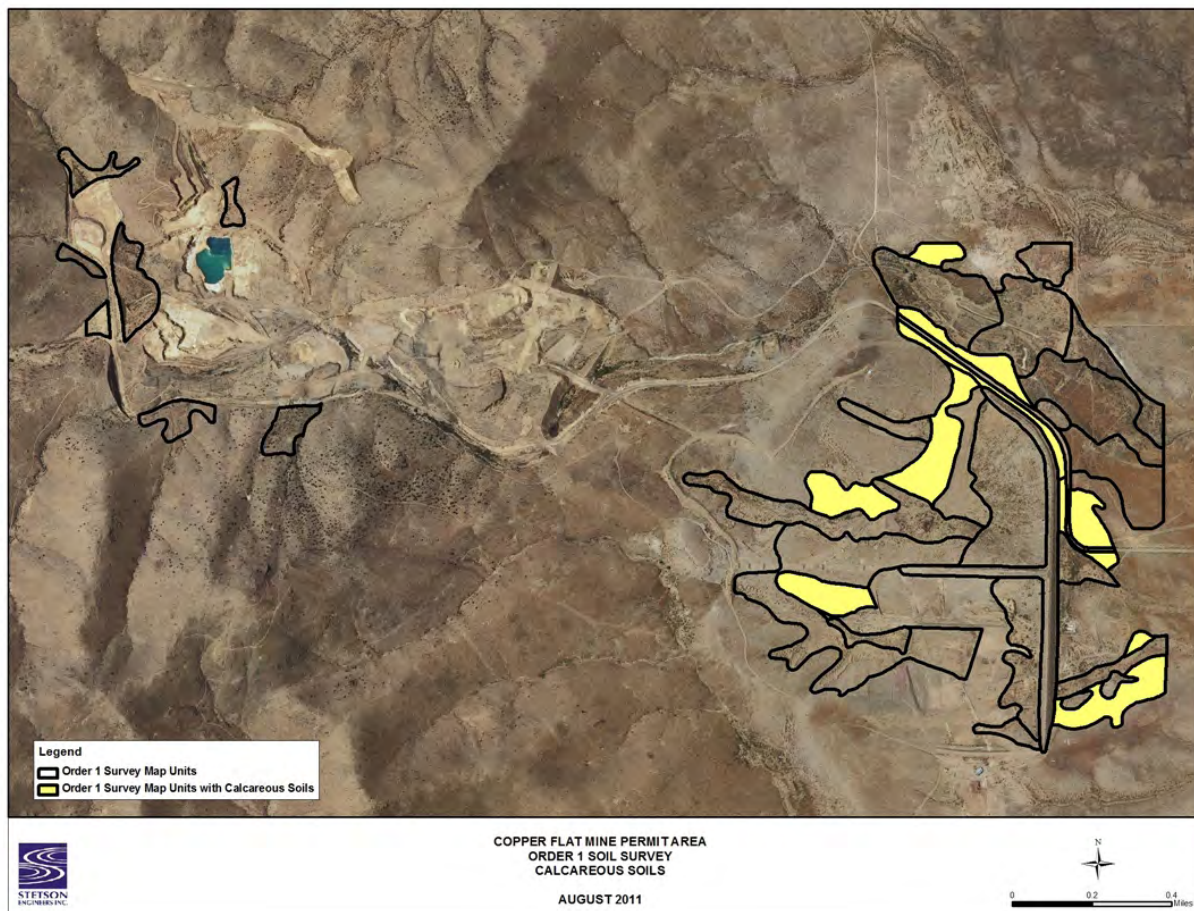 Legend
Order 1 Survey Map Units
Order 1 Survey Map Units with Calcareous Soils
STETSON
ENGINEERS INC.
COPPER FLAT MINE PERMIT AREA
ORDER 1 SOIL SURVEY
CALCAREOUS SOILS
AUGUST 2011
N
0 0.2 0.4
Miles